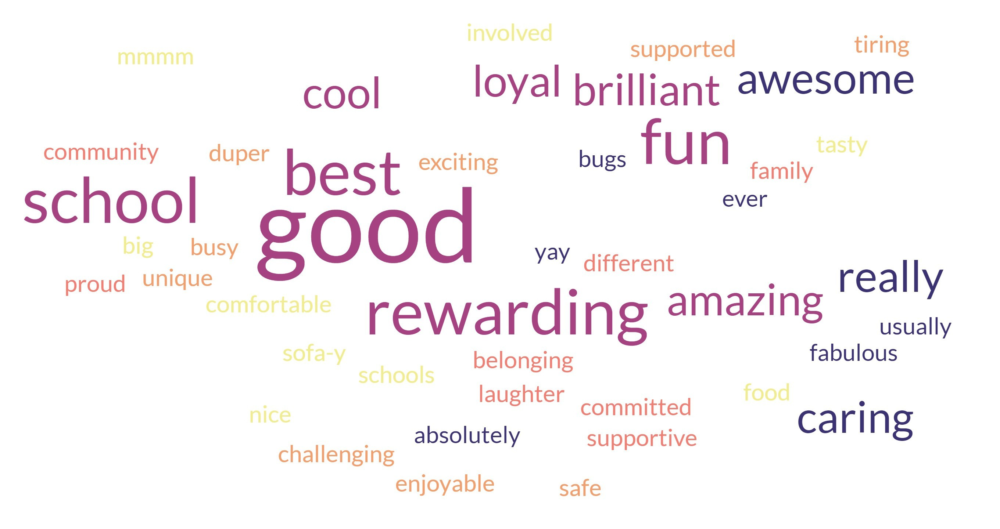 involved
mmmm
supported
tiring
cool
loyal
brilliant
awesome
fun
community
duper
best
exciting
bugs
tasty
family
school
good
ever
big
busy
yay
different
proud
unique
really
comfortable
rewarding
amazing
usually
sofa-y
belonging
fabulous
schools
laughter
food
nice
committed
caring
absolutely
supportive
challenging
enjoyable
safe